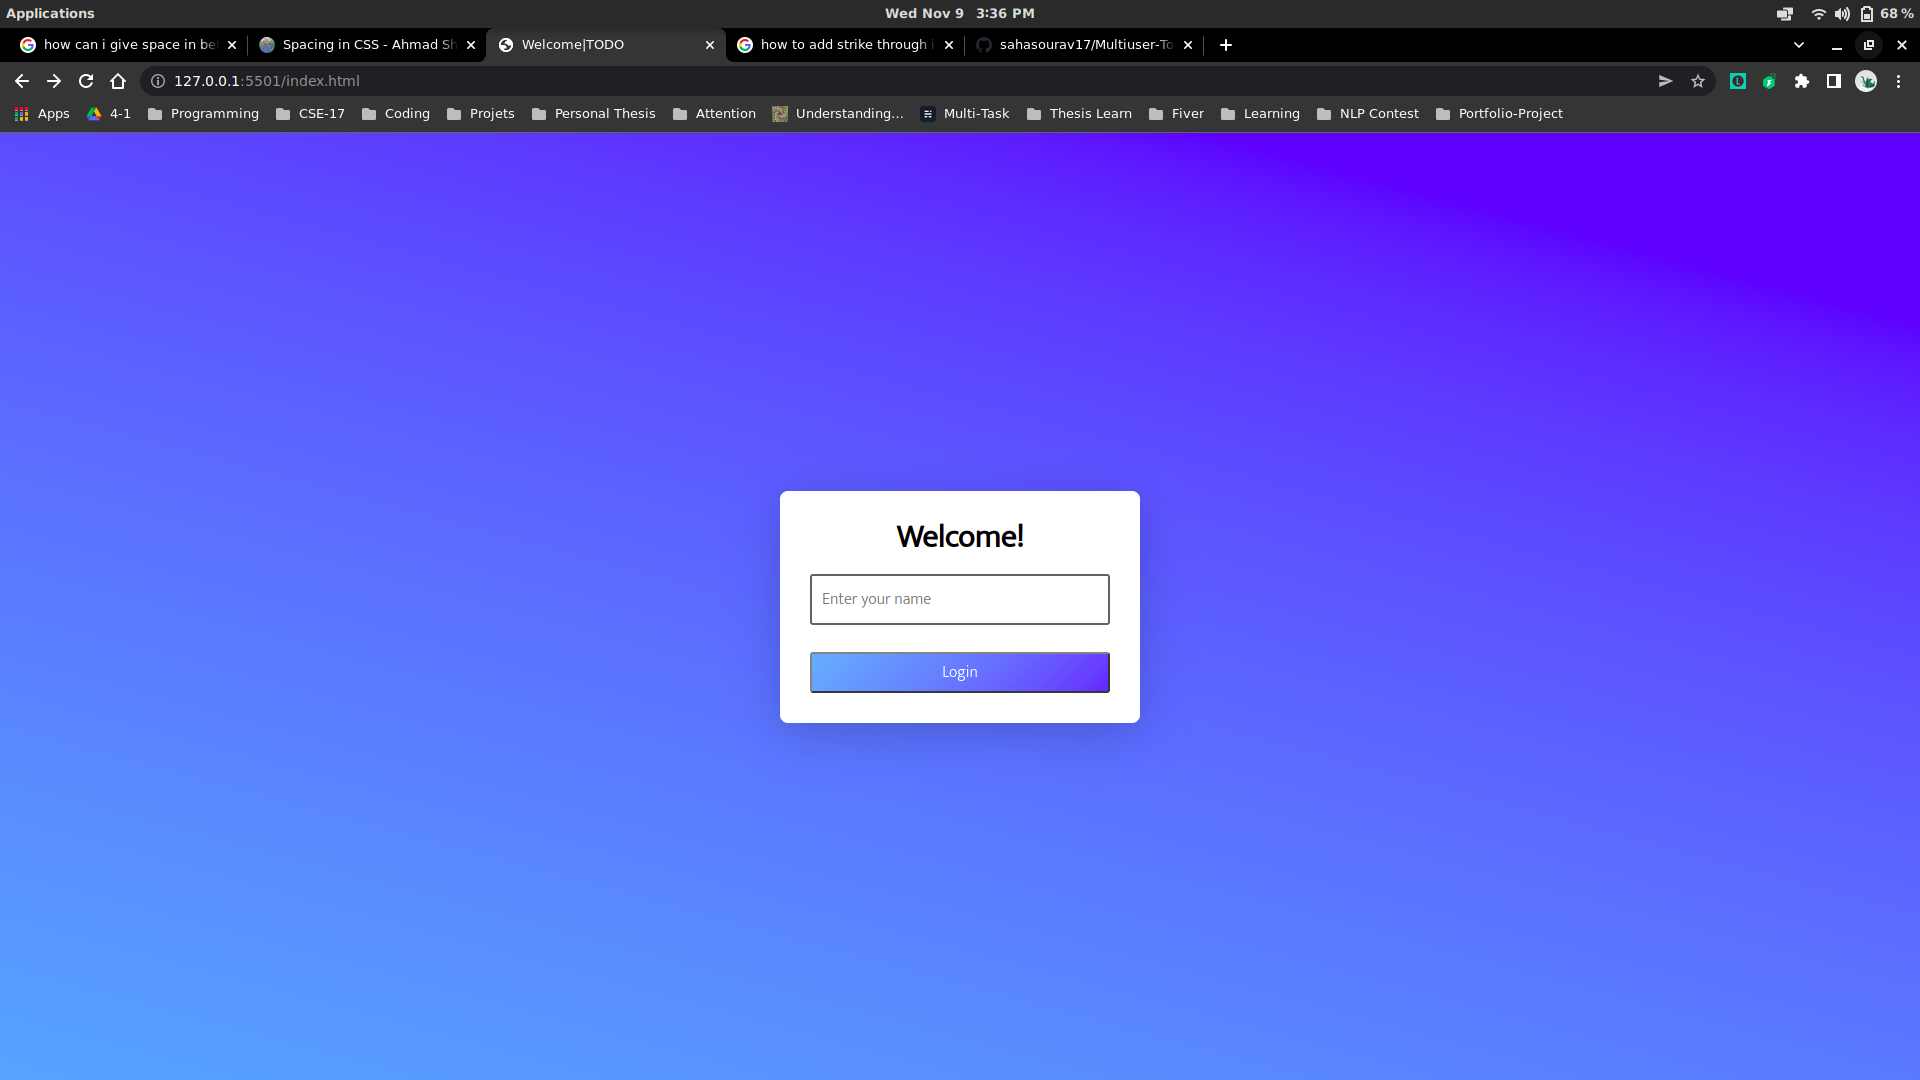 Applications
Wed Nov 9 3:36 PM
68 %
how can i give space in be
Spacing in CSS - Ahmad Sh
Welcome|TODO
how to add strike through i
sahasourav17/Multiuser-To
127.0.0.1:5501/index.html
Apps
4-1
Programming
CSE-17
Coding
Projets
Personal Thesis
Attention
Understanding...
Multi-Task
Thesis Learn
Fiver
Learning
NLP Contest
Portfolio-Project
Welcome!
Enter your name
Login